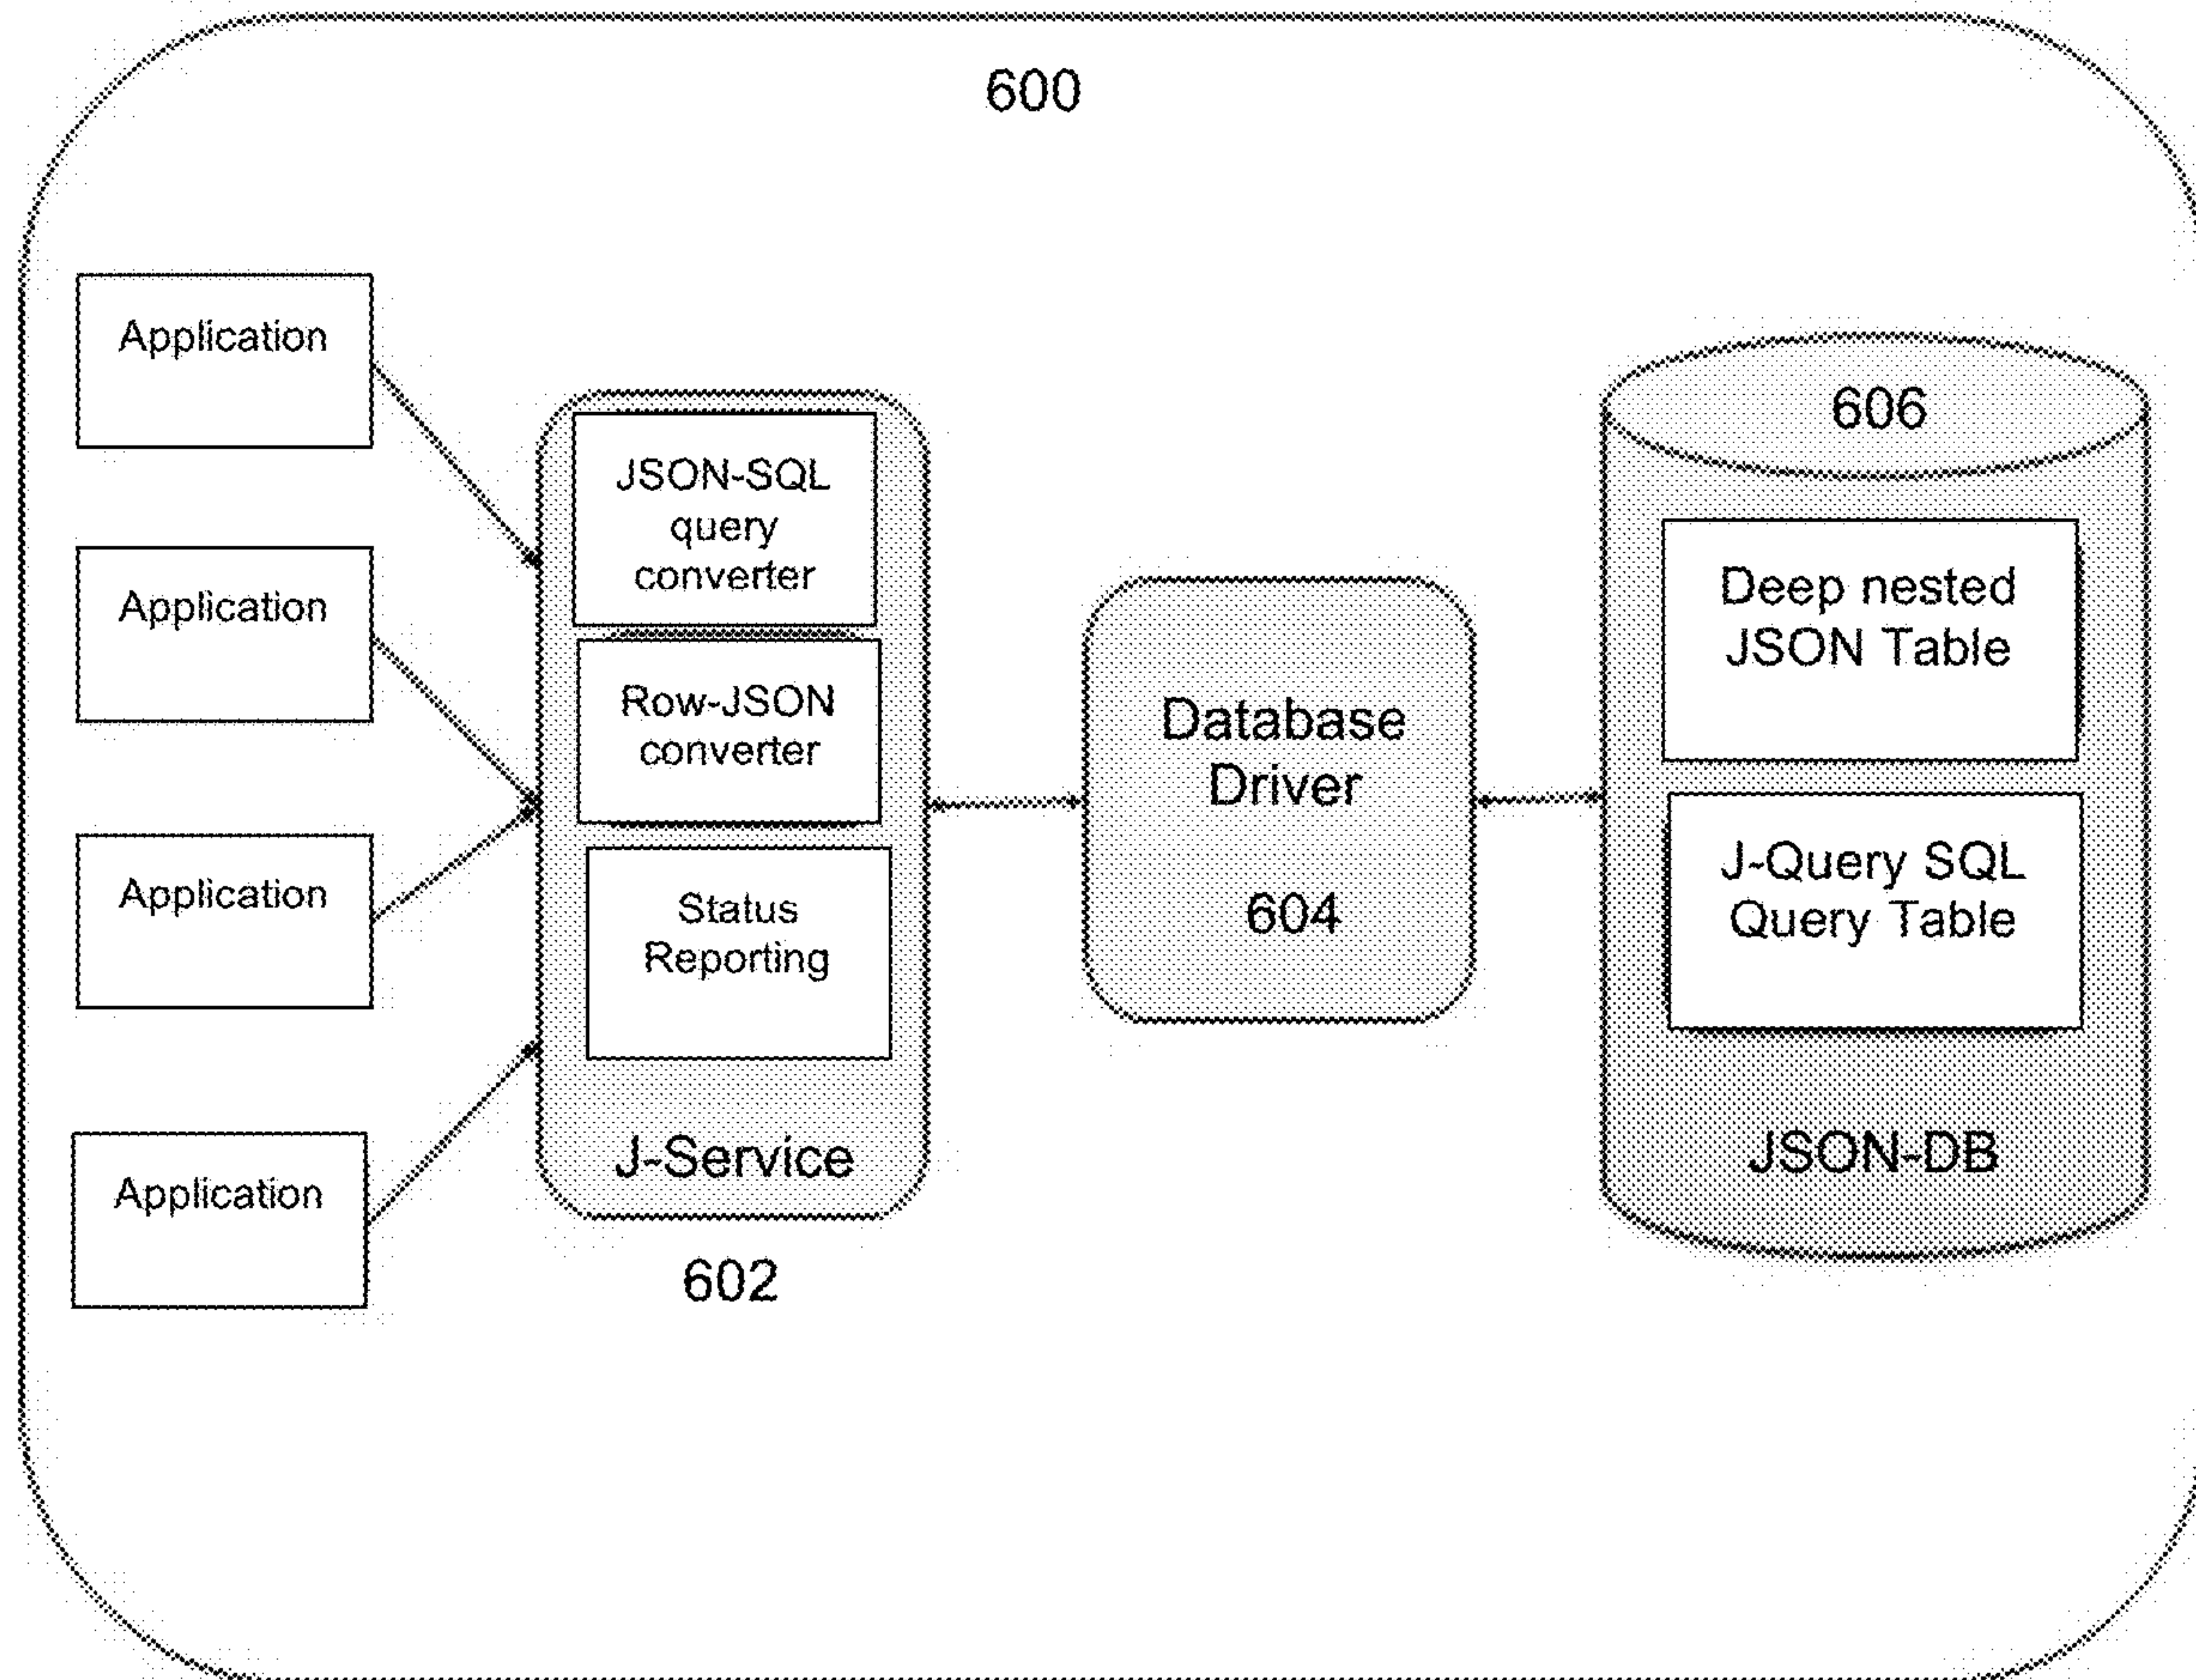 600
Application
Application
Application
Application
JSON-SQL
query
converter
Row-JSON
converter
Status
Reporting
J-Service
602
Database
Driver
604
606
Deep nested
JSON Table
J-Query SQL
Query Table
JSON-DB